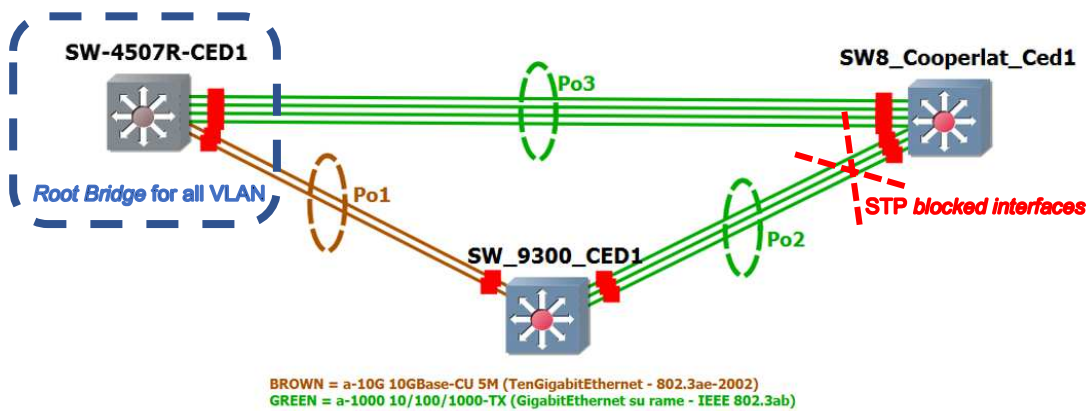 SW-4507R-CED1
SW8_Cooperlat_Ced1
Po3
Root Bridge for all VLAN
Po1
STP blocked interfaces
Po2
SW_9300_CED1
BROWN = a-10G 10GBase-CU 5M (TenGigabitEthernet - 802.3ae-2002)
GREEN = a-1000 10/100/1000-TX (GigabitEthernet su rame - IEEE 802.3ab)